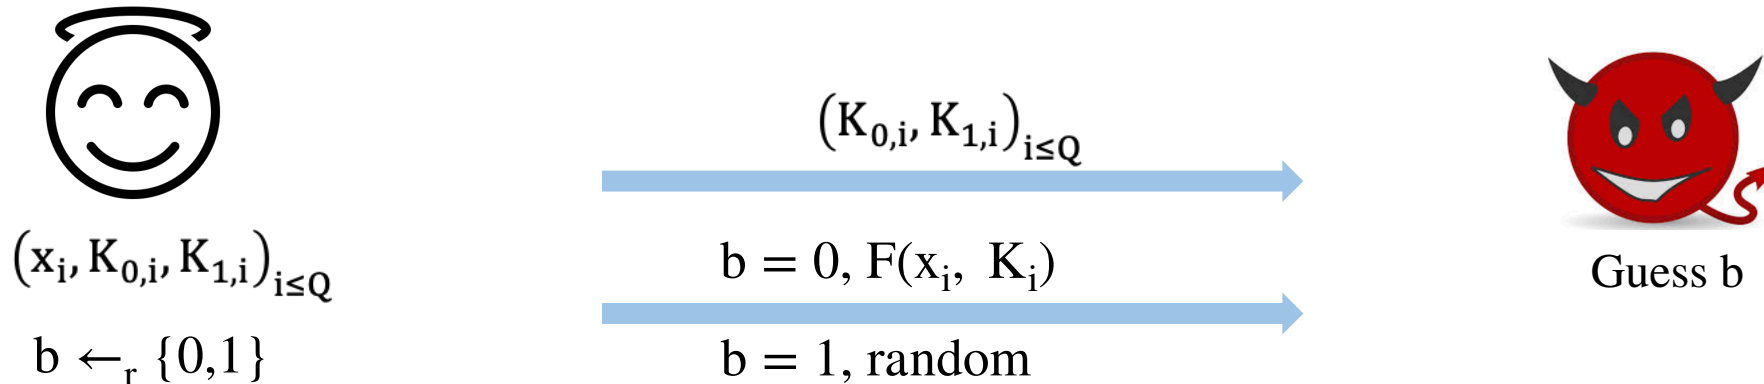 (K₀,ᵢ, K₁,ᵢ)ᵢ≤Q
(xᵢ, K₀,ᵢ, K₁,ᵢ)ᵢ≤Q
b = 0, F(xᵢ, Kᵢ)
Guess b
b ←ᵣ {0,1}
b = 1, random